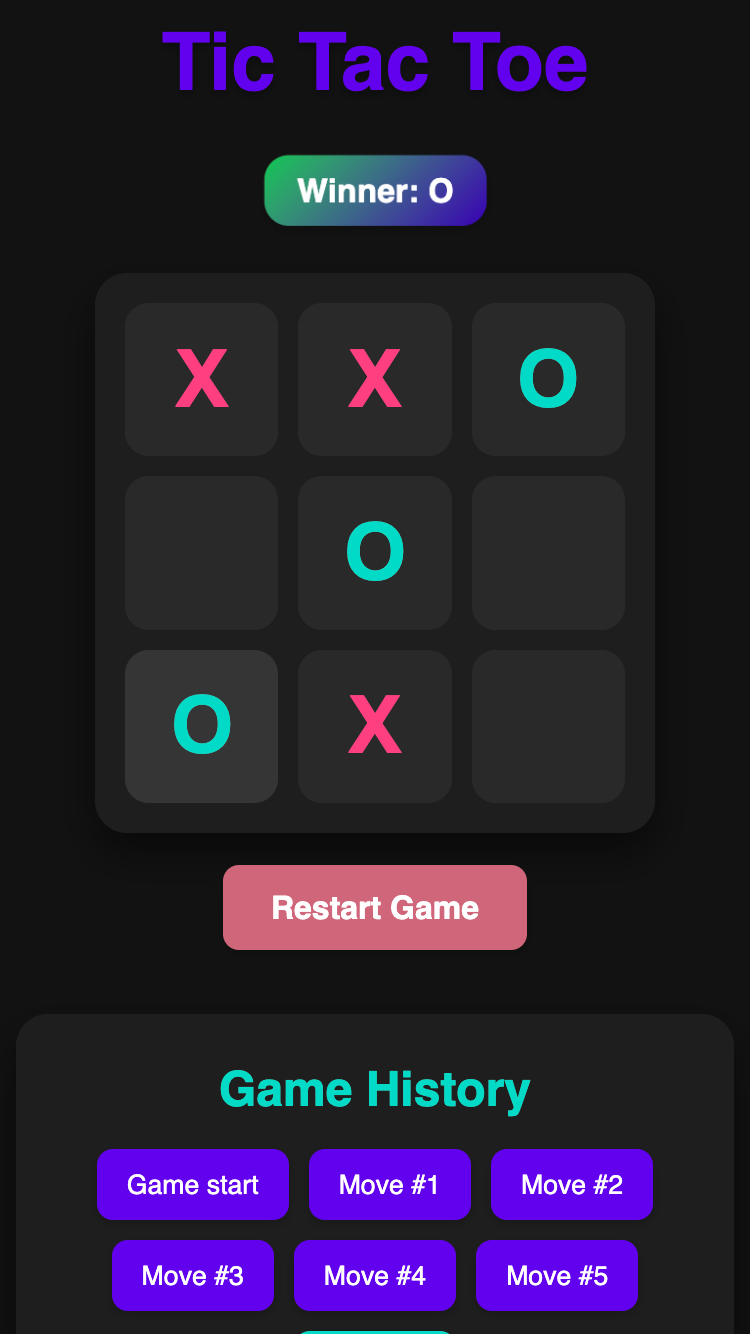 Tic Tac Toe
Winner: O
X X O
O
O X
Restart Game
Game History
Game start Move #1 Move #2
Move #3 Move #4 Move #5